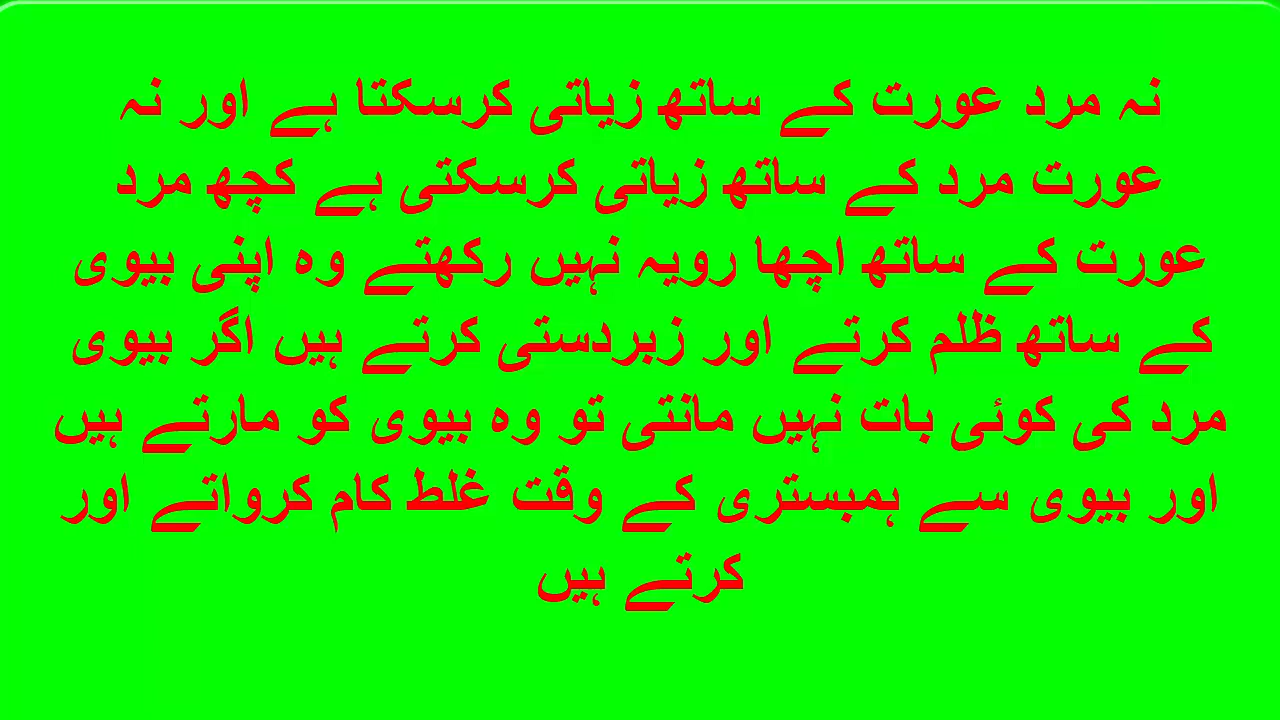 نہ مرد عورت کے ساتھ زیاتی کرسکتا ہے اور نہ
عورت مرد کے ساتھ زیاتی کرسکتی ہے کچھ مرد
عورت کے ساتھ اچھا رویہ نہیں رکھتے وہ اپنی بیوی
کے ساتھ ظلم کرتے اور زبردستی کرتے ہیں اگر بیوی
مرد کی کوئی بات نہیں مانتی تو وہ بیوی کو مارتے ہیں
اور بیوی سے ہمبستری کے وقت غلط کام کرواتے اور
کرتے ہیں